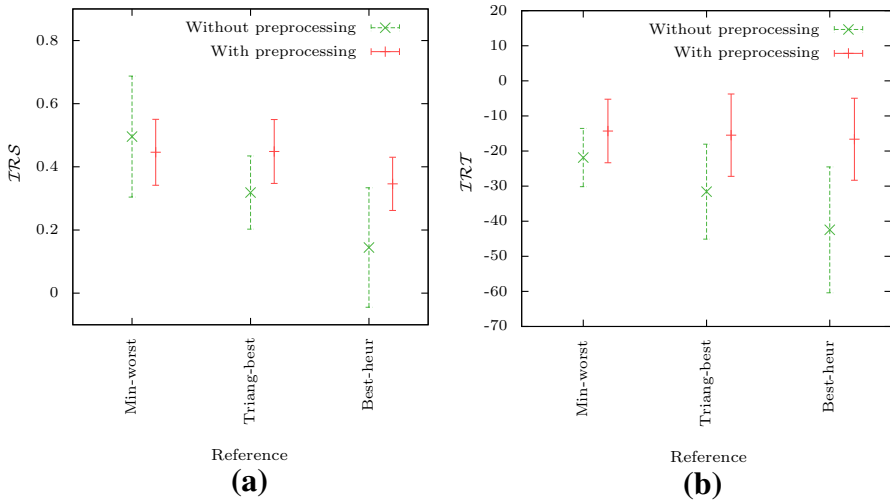 0.8
0.6
0.4
0.2
0
IRS
Without preprocessing
With preprocessing
Min-worst
Triang-best
Best-heur
Reference
(a)
20
10
0
-10
-20
-30
-40
-50
-60
-70
IRT
Without preprocessing
With preprocessing
Min-worst
Triang-best
Best-heur
Reference
(b)